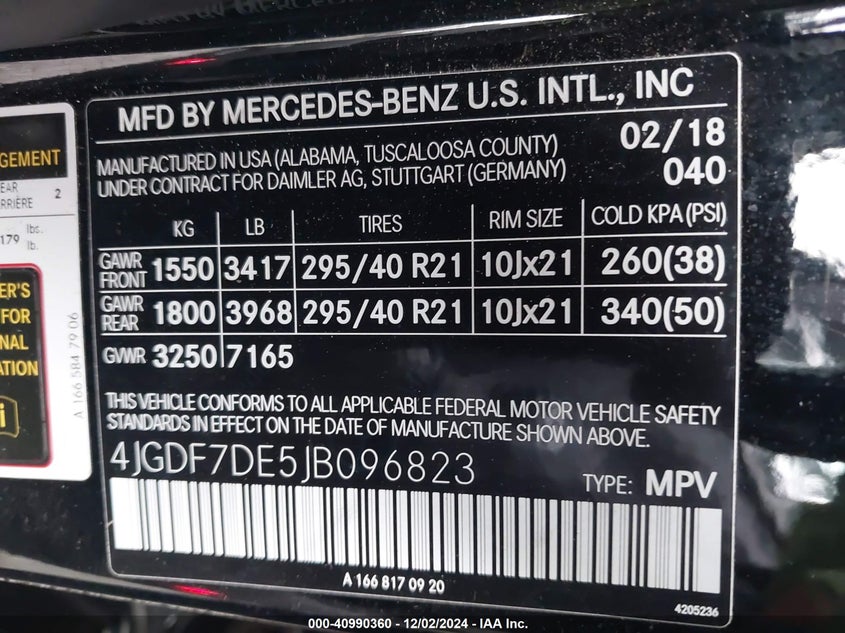 MFD BY MERCEDES-BENZ U.S. INTL., INC
MANUFACTURED IN USA (ALABAMA, TUSCALOOSA COUNTY) 02/18
UNDER CONTRACT FOR DAIMLER AG, STUTTGART (GERMANY) 040
KG LB TIRES RIM SIZE COLD KPA (PSI)
GAWR FRONT 1550 3417 295/40 R21 10Jx21 260(38)
GAWR REAR 1800 3968 295/40 R21 10Jx21 340(50)
GVWR 3250 7165
THIS VEHICLE CONFORMS TO ALL APPLICABLE FEDERAL MOTOR VEHICLE SAFETY
STANDARDS IN EFFECT ON THE DATE OF MANUFACTURE SHOWN ABOVE.
4JGDF7DE5JB096823
TYPE: MPV
A 166 817 09 20
4205236
GEMENT
EAR
RRIÈRE 2
179 lbs.
lb.
ER'S
FOR
NAL
ATION
A 166 584 79 06
000-40990360 - 12/02/2024 - IAA Inc.